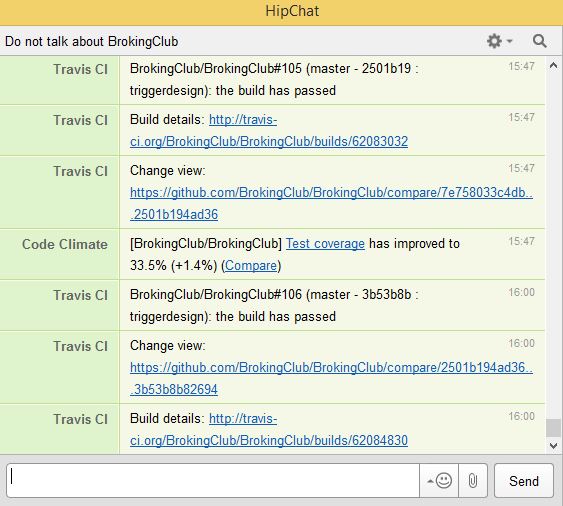 HipChat
Do not talk about BrokingClub
Travis CI BrokingClub/BrokingClub#105 (master - 2501b19 : 15:47
triggerdesign): the build has passed
Travis CI Build details: http://travis- 15:47
ci.org/BrokingClub/BrokingClub/builds/62083032
Travis CI Change view: 15:47
https://github.com/BrokingClub/BrokingClub/compare/7e758033c4db..
.2501b194ad36
Code Climate [BrokingClub/BrokingClub] Test coverage has improved to 15:47
33.5% (+1.4%) (Compare)
Travis CI BrokingClub/BrokingClub#106 (master - 3b53b8b : 16:00
triggerdesign): the build has passed
Travis CI Change view: 16:00
https://github.com/BrokingClub/BrokingClub/compare/2501b194ad36..
.3b53b8b82694
Travis CI Build details: http://travis- 16:00
ci.org/BrokingClub/BrokingClub/builds/62084830
Send